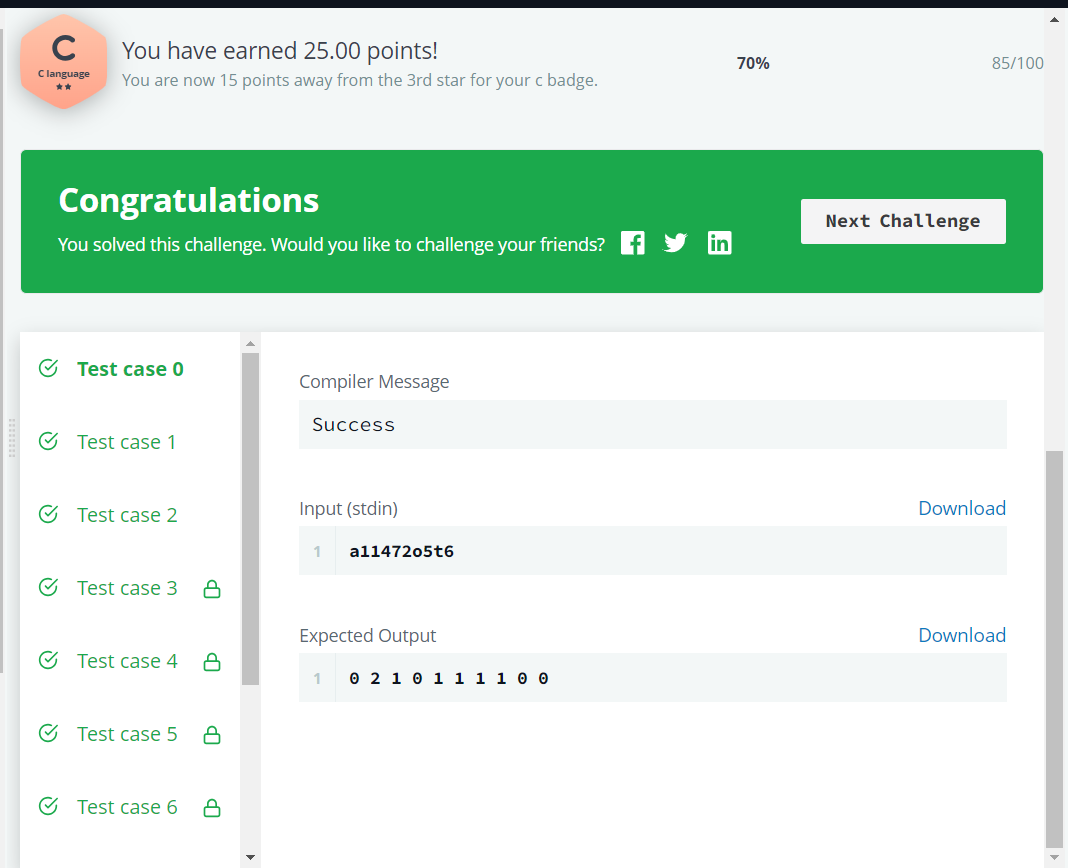 C
C language
★★
You have earned 25.00 points!
You are now 15 points away from the 3rd star for your c badge.
70%
85/100
Congratulations
You solved this challenge. Would you like to challenge your friends?
Next Challenge
Test case 0
Test case 1
Test case 2
Test case 3
Test case 4
Test case 5
Test case 6
Compiler Message
Success
Input (stdin)
Download
1 a11472o5t6
Expected Output
Download
1 0 2 1 0 1 1 1 1 0 0